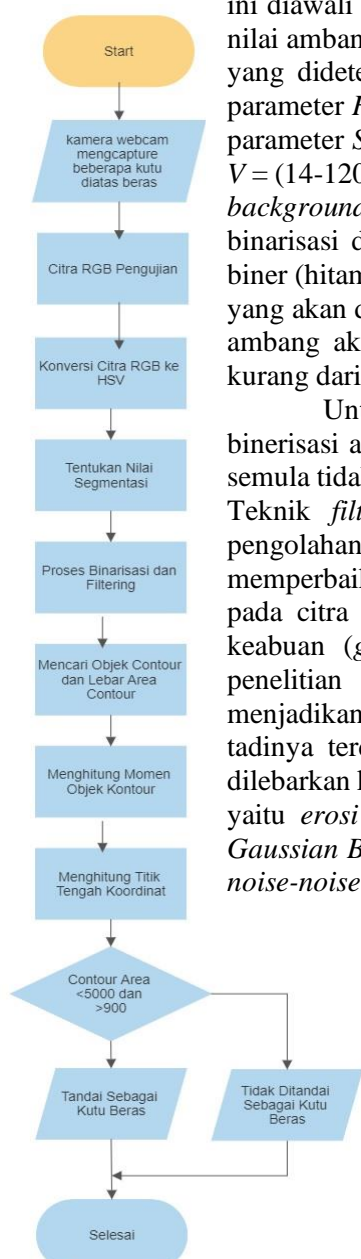 Start
kamera webcam
mengcapture
beberapa kutu
diatas beras
Citra RGB Pengujian
Konversi Citra RGB ke
HSV
Tentukan Nilai
Segmentasi
Proses Binarisasi dan
Filtering
Mencari Objek Contour
dan Lebar Area
Contour
Menghitung Momen
Objek Kontour
Menghitung Titik
Tengah Koordinat
Contour Area
<5000 dan
>900
Tandai Sebagai
Kutu Beras
Tidak Ditandai
Sebagai Kutu
Beras
Selesai
ini diawali
nilai amban
yang didete
parameter
parameter S
V = (14-120
background
binarisasi d
biner (hitam
yang akan d
ambang ak
kurang dari
Unt
binerisasi a
semula tida
Teknik filt
pengolahan
memperbai
pada citra
keabuan (g
penelitian
menjadikan
tadinya ter
dilebarkan
yaitu erosi
Gaussian B
noise-noise